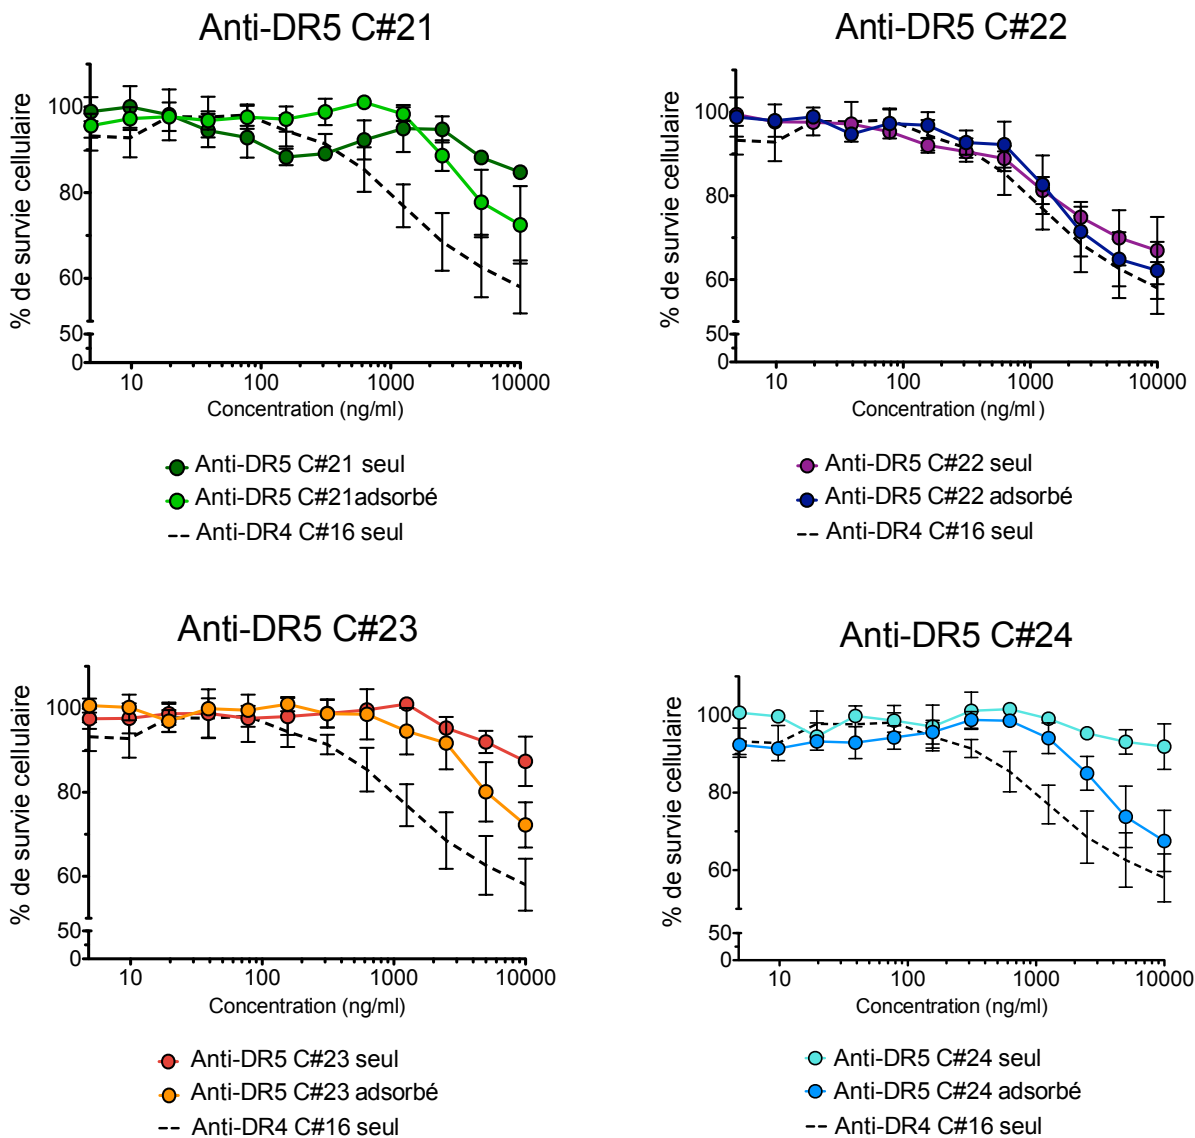 Anti-DR5 C#21
% de survie cellulaire
100
80
60
50
0
10
100
1000
10000
Concentration (ng/ml)
Anti-DR5 C#21 seul
Anti-DR5 C#21adsorbé
Anti-DR4 C#16 seul
Anti-DR5 C#22
% de survie cellulaire
100
80
60
50
0
10
100
1000
10000
Concentration (ng/ml)
Anti-DR5 C#22 seul
Anti-DR5 C#22 adsorbé
Anti-DR4 C#16 seul
Anti-DR5 C#23
% de survie cellulaire
100
80
60
50
0
10
100
1000
10000
Concentration (ng/ml)
Anti-DR5 C#23 seul
Anti-DR5 C#23 adsorbé
Anti-DR4 C#16 seul
Anti-DR5 C#24
% de survie cellulaire
100
80
60
50
0
10
100
1000
10000
Concentration (ng/ml)
Anti-DR5 C#24 seul
Anti-DR5 C#24 adsorbé
Anti-DR4 C#16 seul